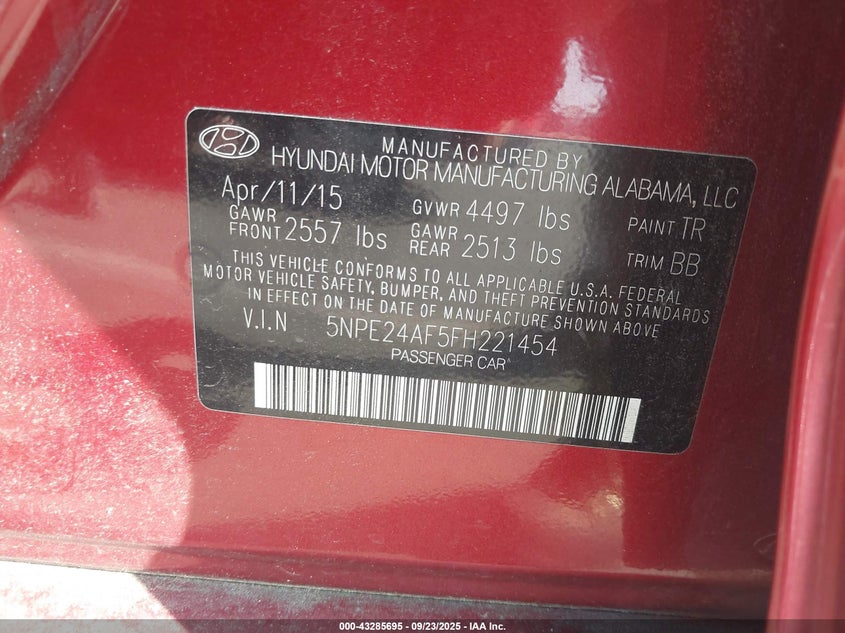 MANUFACTURED BY
HYUNDAI MOTOR MANUFACTURING ALABAMA, LLC
Apr/11/15 GVWR 4497 lbs PAINT TR
GAWR FRONT 2557 lbs GAWR REAR 2513 lbs TRIM BB
THIS VEHICLE CONFORMS TO ALL APPLICABLE U.S.A. FEDERAL
MOTOR VEHICLE SAFETY, BUMPER, AND THEFT PREVENTION STANDARDS
IN EFFECT ON THE DATE OF MANUFACTURE SHOWN ABOVE
V.I.N 5NPE24AF5FH221454
PASSENGER CAR
000-43285695 - 09/23/2025 - IAA Inc.